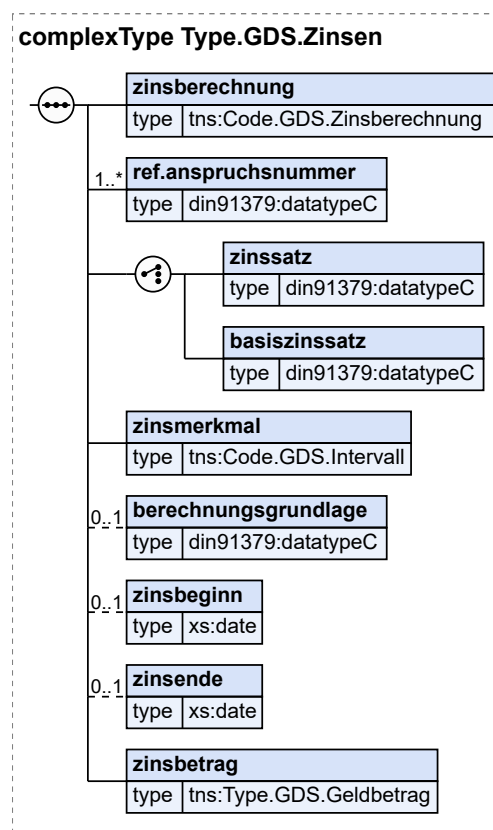 complexType Type.GDS.Zinsen
zinsberechnung
type tns:Code.GDS.Zinsberechnung
1..* ref.anspruchsnummer
type din91379:datatypeC
zinssatz
type din91379:datatypeC
basiszinssatz
type din91379:datatypeC
zinsmerkmal
type tns:Code.GDS.Intervall
0..1 berechnungsgrundlage
type din91379:datatypeC
0..1 zinsbeginn
type xs:date
0..1 zinsende
type xs:date
zinsbetrag
type tns:Type.GDS.Geldbetrag